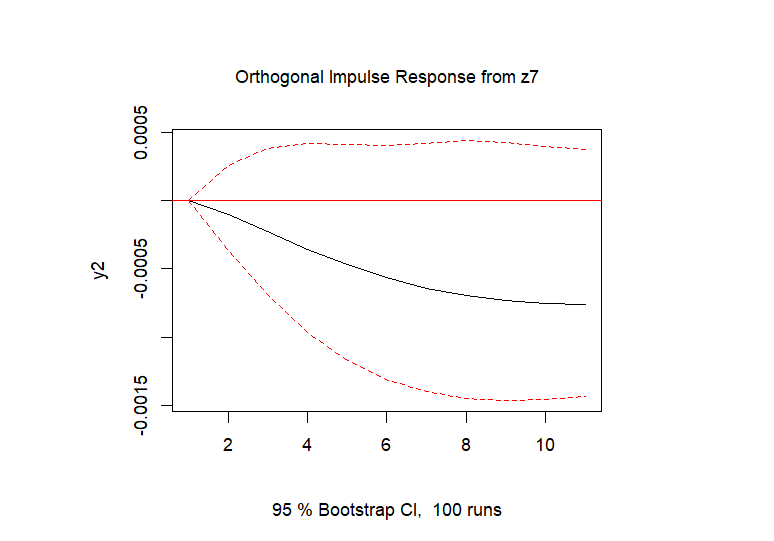 Orthogonal Impulse Response from z7
0.0005
-0.0005
-0.0015
y2
2 4 6 8 10
95 % Bootstrap CI,  100 runs